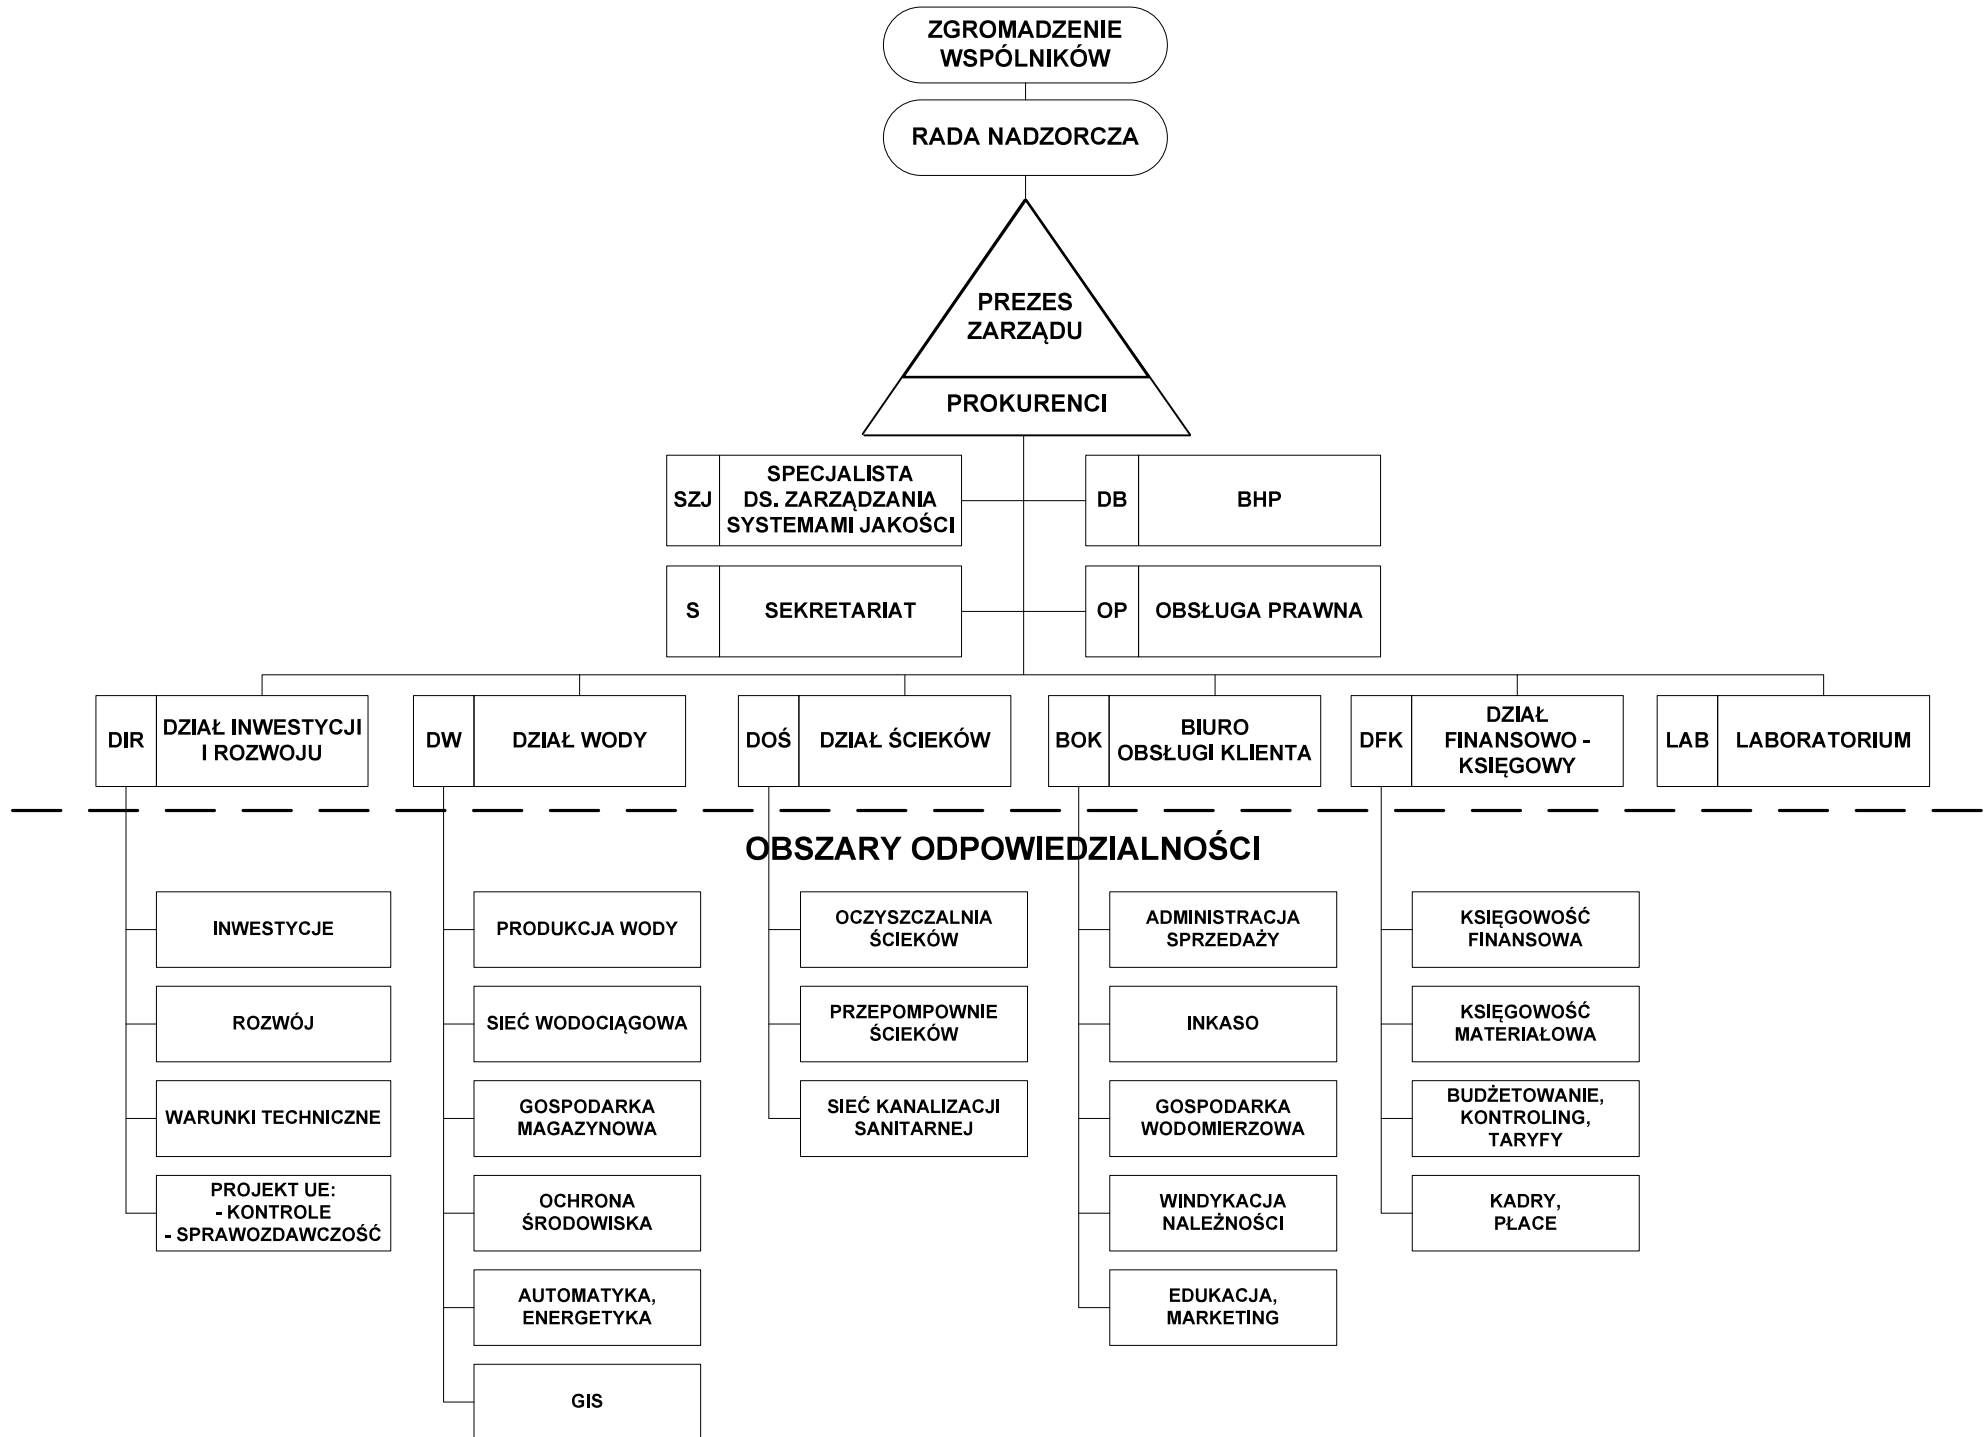 ZGROMADZENIE
WSPÓLNIKÓW
RADA NADZORCZA
PREZES
ZARZĄDU
PROKURENCI
SZJ
SPECJALISTA
DS. ZARZĄDZANIA
SYSTEMAMI JAKOŚCI
DB
BHP
S
SEKRETARIAT
OP
OBSŁUGA PRAWNA
DIR
DZIAŁ INWESTYCJI
I ROZWOJU
DW
DZIAŁ WODY
DOŚ
DZIAŁ ŚCIEKÓW
BOK
BIURO
OBSŁUGI KLIENTA
DFK
DZIAŁ
FINANSOWO -
KSIĘGOWY
LAB
LABORATORIUM
OBSZARY ODPOWIEDZIALNOŚCI
INWESTYCJE
ROZWÓJ
WARUNKI TECHNICZNE
PROJEKT UE:
- KONTROLE
- SPRAWOZDAWCZOŚĆ
PRODUKCJA WODY
SIEĆ WODOCIĄGOWA
GOSPODARKA
MAGAZYNOWA
OCHRONA
ŚRODOWISKA
AUTOMATYKA,
ENERGETYKA
GIS
OCZYSZCZALNIA
ŚCIEKÓW
PRZEPOMPOWNIE
ŚCIEKÓW
SIEĆ KANALIZACJI
SANITARNEJ
ADMINISTRACJA
SPRZEDAŻY
INKASO
GOSPODARKA
WODOMIERZOWA
WINDYKACJA
NALEŻNOŚCI
EDUKACJA,
MARKETING
KSIĘGOWOŚĆ
FINANSOWA
KSIĘGOWOŚĆ
MATERIAŁOWA
BUDŻETOWANIE,
KONTROLING,
TARYFY
KADRY,
PŁACE